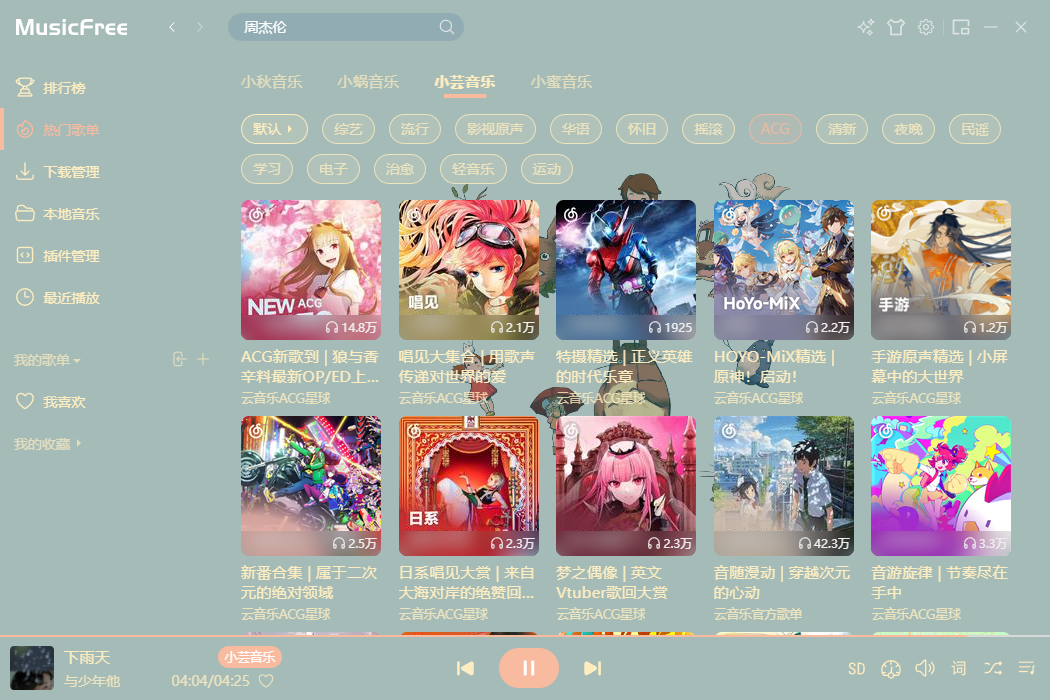 MusicFree
周杰伦
排行榜
热门歌单
下载管理
本地音乐
插件管理
最近播放
我的歌单
我喜欢
我的收藏
小秋音乐 小蜗音乐 小芸音乐 小蜜音乐
默认 综艺 流行 影视原声 华语 怀旧 摇滚 ACG 清新 夜晚 民谣
学习 电子 治愈 轻音乐 运动
NEW ACG
14.8万
唱见
2.1万
1925
HoYo-MiX
2.2万
手游
1.2万
ACG新歌到 | 狼与香
辛料最新OP/ED上...
云音乐ACG星球
唱见大集合 | 用歌声
传递对世界的爱
云音乐ACG星球
特摄精选 | 正义英雄
的时代乐章
云音乐ACG星球
HOYO-MiX精选 |
原神！启动！
云音乐ACG星球
手游原声精选 | 小屏
幕中的大世界
云音乐ACG星球
2.5万
日系
2.3万
2.3万
42.3万
3.3万
新番合集 | 属于二次
元的绝对领域
云音乐ACG星球
日系唱见大赏 | 来自
大海对岸的绝赞回...
云音乐ACG星球
梦之偶像 | 英文
Vtuber歌回大赏
云音乐ACG星球
音随漫动 | 穿越次元
的心动
云音乐官方歌单
音游旋律 | 节奏尽在
手中
云音乐ACG星球
下雨天
小芸音乐
与少年他
04:04/04:25
SD
词